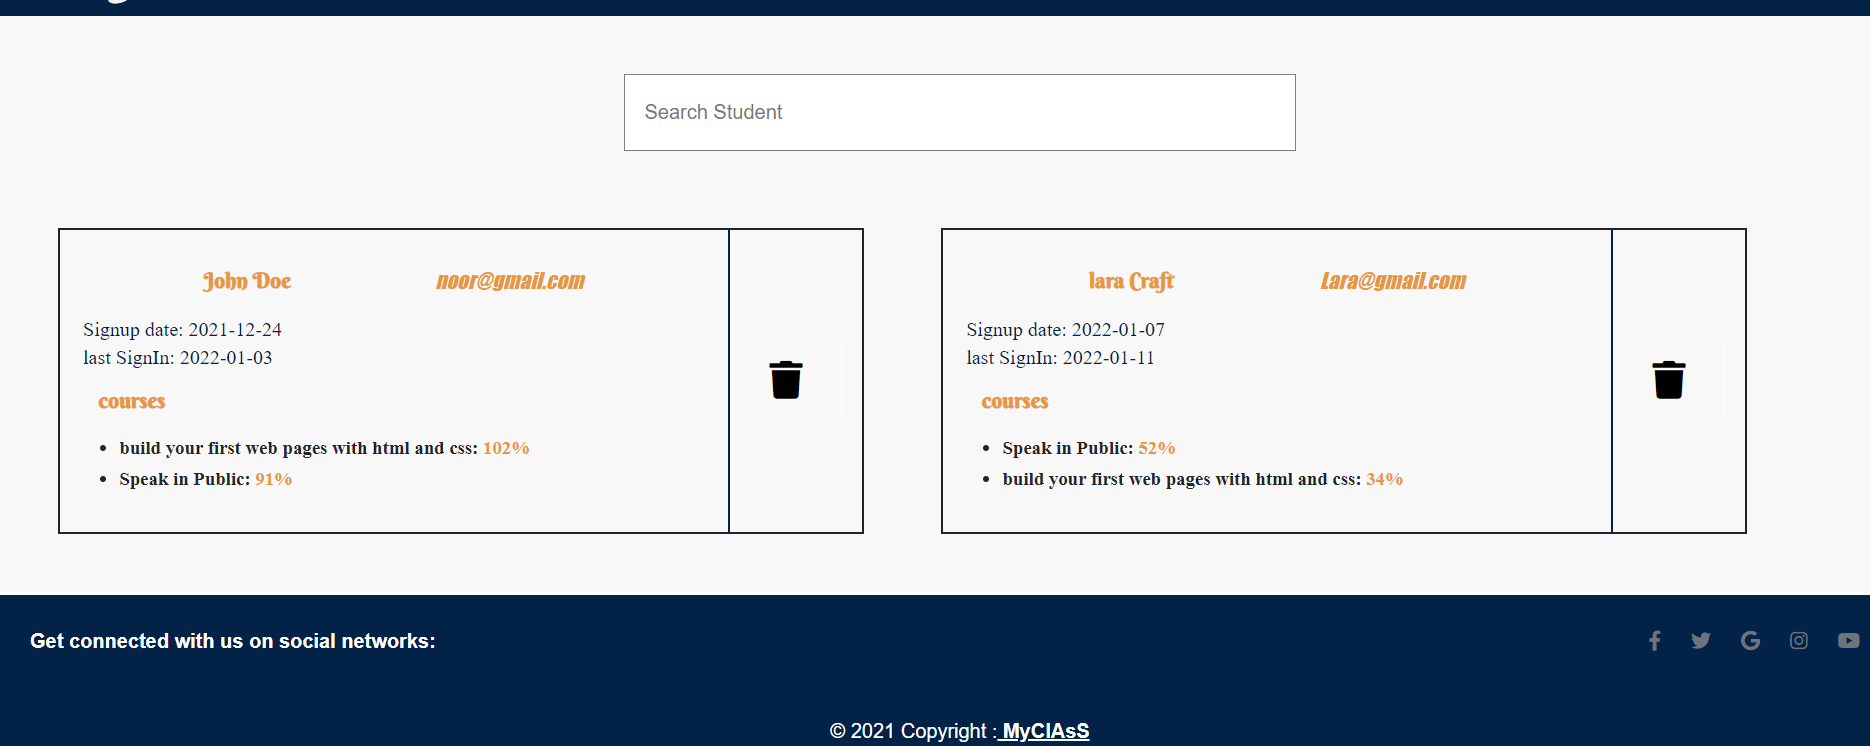 Search Student
John Doe noor@gmail.com
Signup date: 2021-12-24
last SignIn: 2022-01-03
courses
• build your first web pages with html and css: 102%
• Speak in Public: 91%
lara Craft Lara@gmail.com
Signup date: 2022-01-07
last SignIn: 2022-01-11
courses
• Speak in Public: 52%
• build your first web pages with html and css: 34%
Get connected with us on social networks:
© 2021 Copyright : MyClAsS